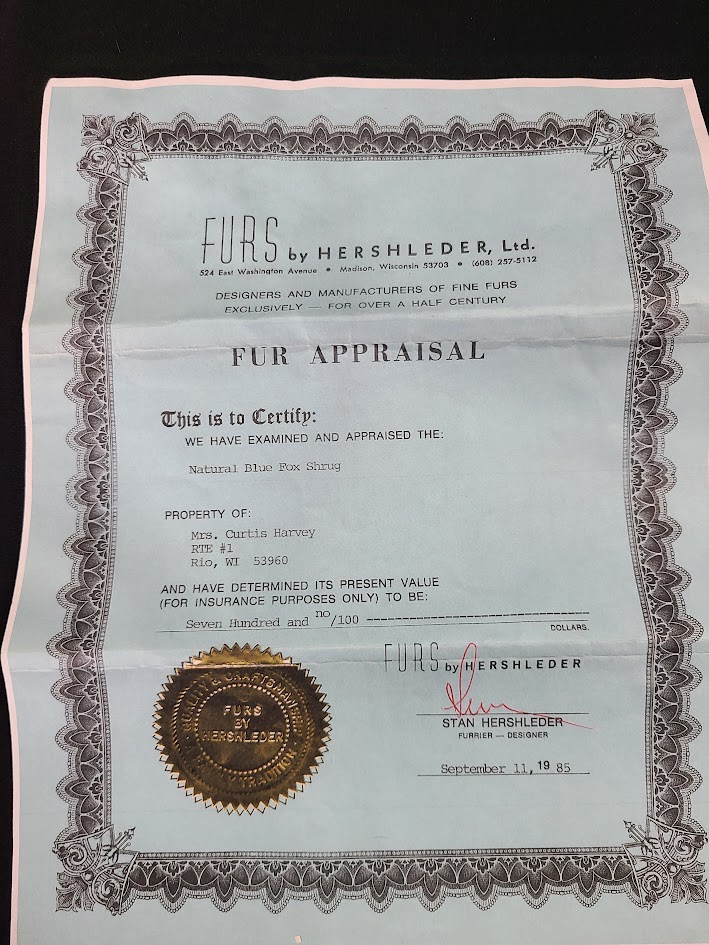 FURS by HERSHLEDER, Ltd.
524 East Washington Avenue • Madison, Wisconsin 53703 • (608) 257-5112
DESIGNERS AND MANUFACTURERS OF FINE FURS
EXCLUSIVELY — FOR OVER A HALF CENTURY
FUR APPRAISAL
This is to Certify:
WE HAVE EXAMINED AND APPRAISED THE:
Natural Blue Fox Shrug
PROPERTY OF:
Mrs. Curtis Harvey
RTE #1
Rio, WI 53960
AND HAVE DETERMINED ITS PRESENT VALUE
(FOR INSURANCE PURPOSES ONLY) TO BE:
Seven Hundred and no/100 ------------------------------------
DOLLARS.
FURS by HERSHLEDER
Stan
STAN HERSHLEDER
FURRIER — DESIGNER
September 11, 19 85
QUALITY & CRAFTSMANSHIP
FURS
BY
HERSHLEDER
TRADITION